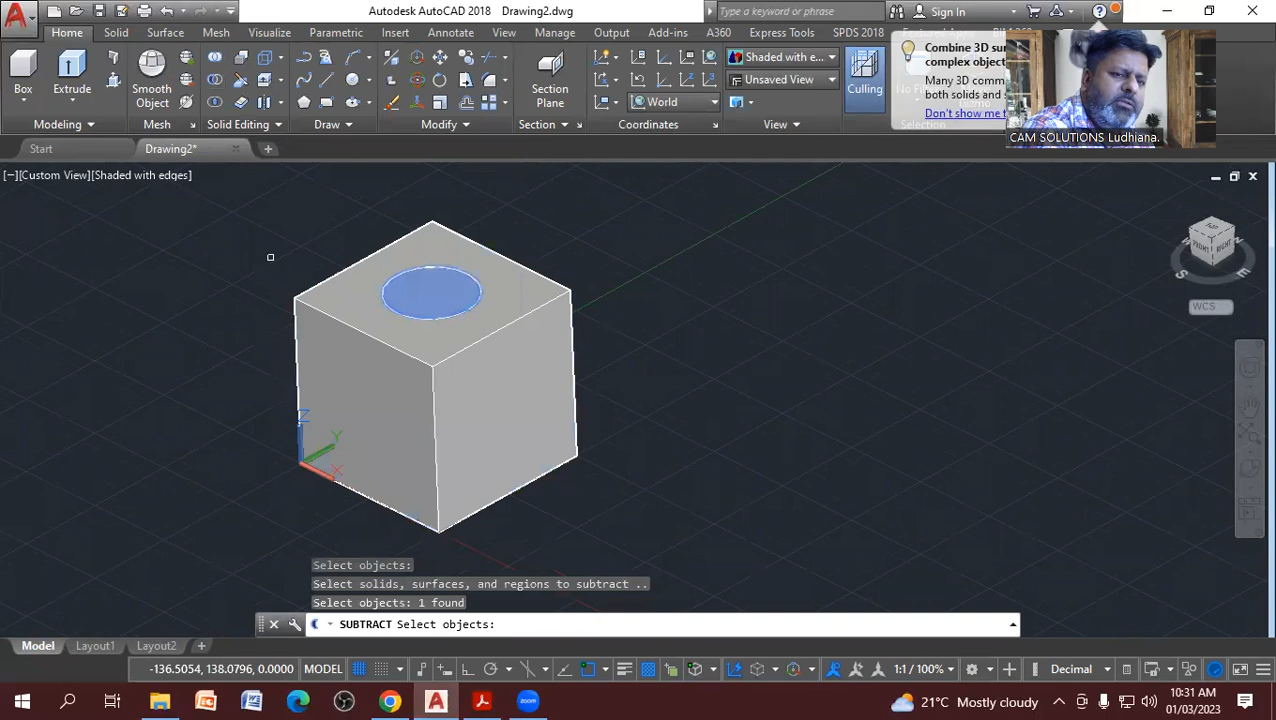 Autodesk AutoCAD 2018 Drawing2.dwg
Type a keyword or phrase
Sign In
Home Solid Surface Mesh Visualize Parametric Insert Annotate View Manage Output Add-ins A360 Express Tools SPDS 2018
Combine 3D su
complex object
Many 3D comm
both solids and s
Don't show me t
Box Extrude Smooth Object Section Plane Culling
Shaded with e...
Unsaved View
World
Modeling Mesh Solid Editing Draw Modify Section Coordinates View Selection
CAM SOLUTIONS Ludhiana.
Start Drawing2*
[−][Custom View][Shaded with edges]
TOP
FRONT RIGHT
S E
WCS
Z
Y
X
Select objects:
Select solids, surfaces, and regions to subtract ..
Select objects: 1 found
SUBTRACT Select objects:
Model Layout1 Layout2
-136.5054, 138.0796, 0.0000 MODEL 1:1 / 100% Decimal
21°C Mostly cloudy
10:31 AM
01/03/2023